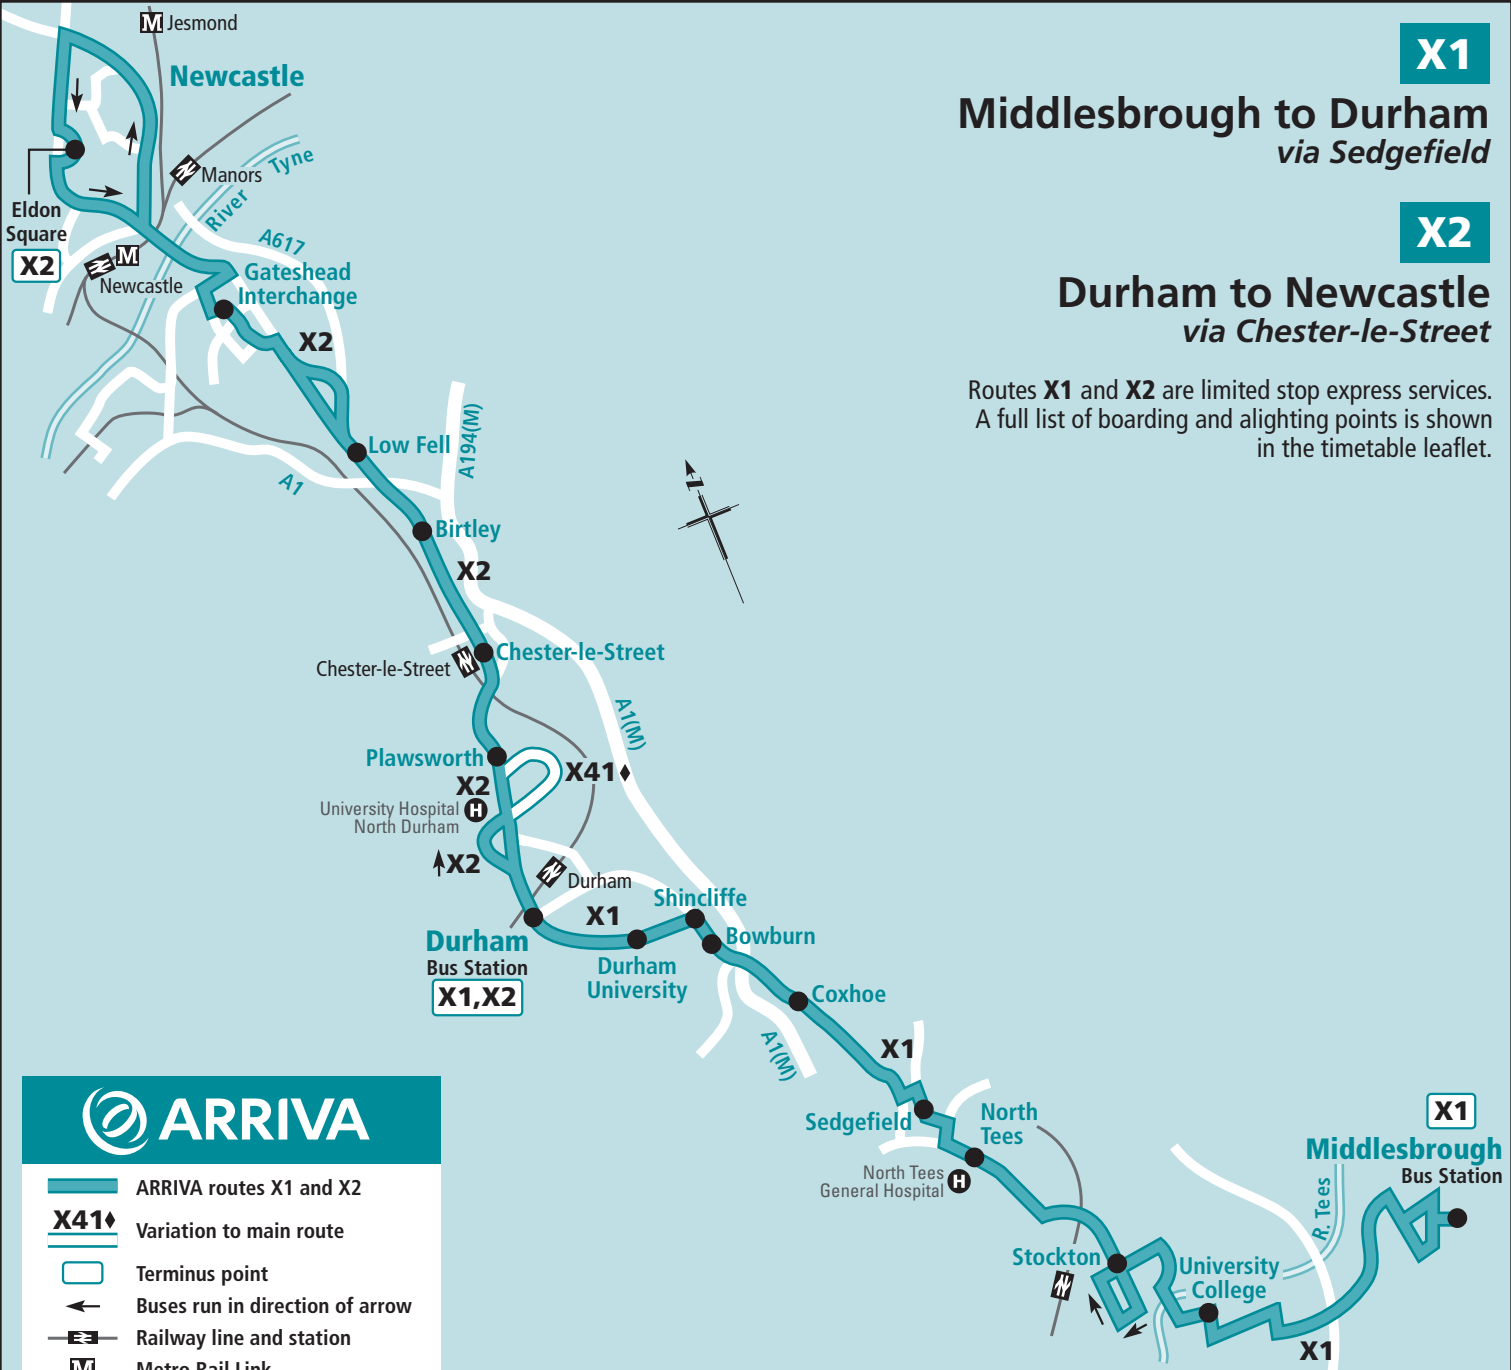 X1
Middlesbrough to Durham
via Sedgefield
X2
Durham to Newcastle
via Chester-le-Street
Routes X1 and X2 are limited stop express services.
A full list of boarding and alighting points is shown
in the timetable leaflet.
M Jesmond
Newcastle
Manors
River Tyne
Eldon
Square
X2
M
Newcastle
A617
Gateshead
Interchange
X2
Low Fell
A194(M)
A1
Birtley
X2
Chester-le-Street
Chester-le-Street
A1(M)
Plawsworth
X2
X41♦
University Hospital
North Durham
H
X2
Durham
Shincliffe
X1
Bowburn
Durham
Bus Station
X1,X2
Durham
University
Coxhoe
A1(M)
X1
Sedgefield
North
Tees
North Tees
General Hospital
H
X1
Middlesbrough
Bus Station
R. Tees
Stockton
University
College
X1
ARRIVA
ARRIVA routes X1 and X2
X41♦
Variation to main route
Terminus point
Buses run in direction of arrow
Railway line and station
M Metro Rail Link